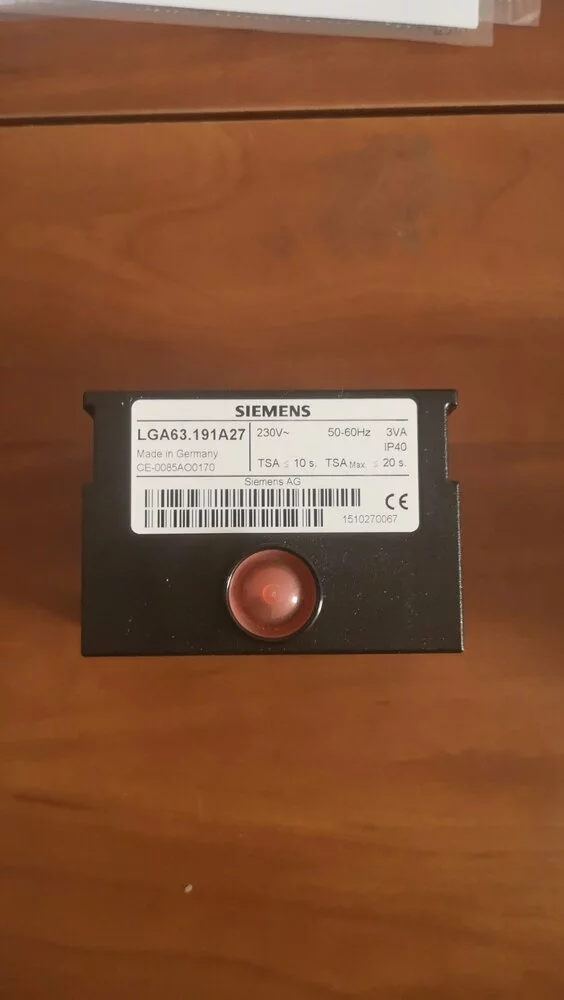 SIEMENS
LGA63.191A27
Made in Germany
CE-0085AO0170
230V~ 50-60Hz 3VA
IP40
TSA ≤ 10 s. TSA Max. ≤ 20 s.
Siemens AG
CE
1510270067